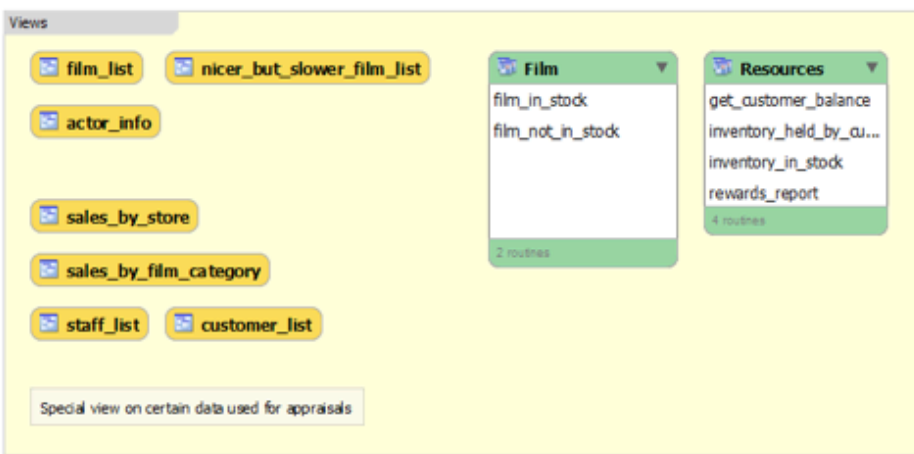 Views
film_list
nicer_but_slower_film_list
actor_info
sales_by_store
sales_by_film_category
staff_list
customer_list
Special view on certain data used for appraisals
Film
film_in_stock
film_not_in_stock
2 routines
Resources
get_customer_balance
inventory_held_by_cu...
inventory_in_stock
rewards_report
4 routines